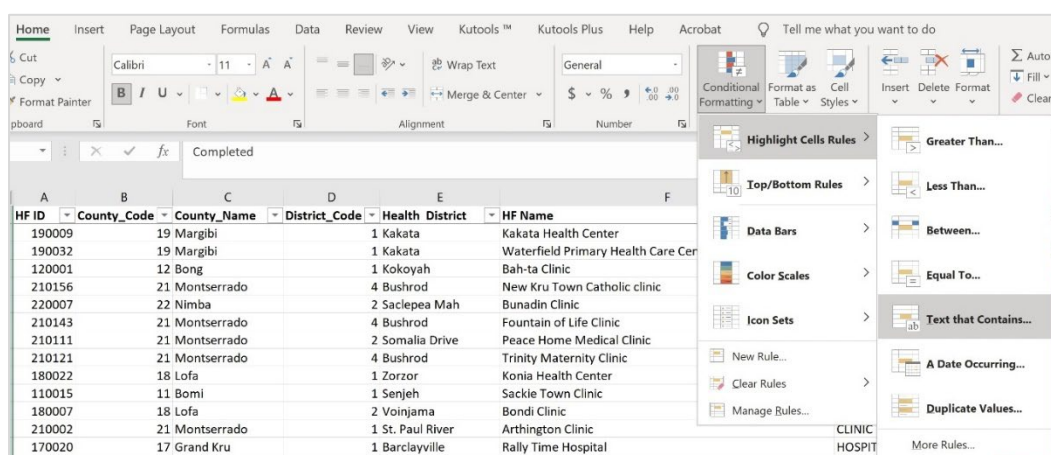 Home Insert Page Layout Formulas Data Review View Kutools ™ Kutools Plus Help Acrobat Tell me what you want to do
Cut
Copy
Format Painter
pboard
Calibri 11 A A
B I U A
Font
Wrap Text
Merge & Center
Alignment
General
$ % 9 .0 .00 .00 .0
Number
Conditional Formatting
Format as Table
Cell Styles
Insert Delete Format
Auto
Fill
Clear
fx Completed
Highlight Cells Rules
Top/Bottom Rules
Data Bars
Color Scales
Icon Sets
New Rule...
Clear Rules
Manage Rules...
Greater Than...
Less Than...
Between...
Equal To...
Text that Contains...
A Date Occurring...
Duplicate Values...
More Rules...
A B C D E F
HF ID County_Code County_Name District_Code Health District HF Name
190009 19 Margibi 1 Kakata Kakata Health Center
190032 19 Margibi 1 Kakata Waterfield Primary Health Care Cen
120001 12 Bong 1 Kokoyah Bah-ta Clinic
210156 21 Montserrado 4 Bushrod New Kru Town Catholic clinic
220007 22 Nimba 2 Saclepea Mah Bunadin Clinic
210143 21 Montserrado 4 Bushrod Fountain of Life Clinic
210111 21 Montserrado 2 Somalia Drive Peace Home Medical Clinic
210121 21 Montserrado 4 Bushrod Trinity Maternity Clinic
180022 18 Lofa 1 Zorzor Konia Health Center
110015 11 Bomi 1 Senjeh Sackie Town Clinic
180007 18 Lofa 2 Voinjama Bondi Clinic
210002 21 Montserrado 1 St. Paul River Arthington Clinic CLINIC
170020 17 Grand Kru 1 Barclayville Rally Time Hospital HOSPIT